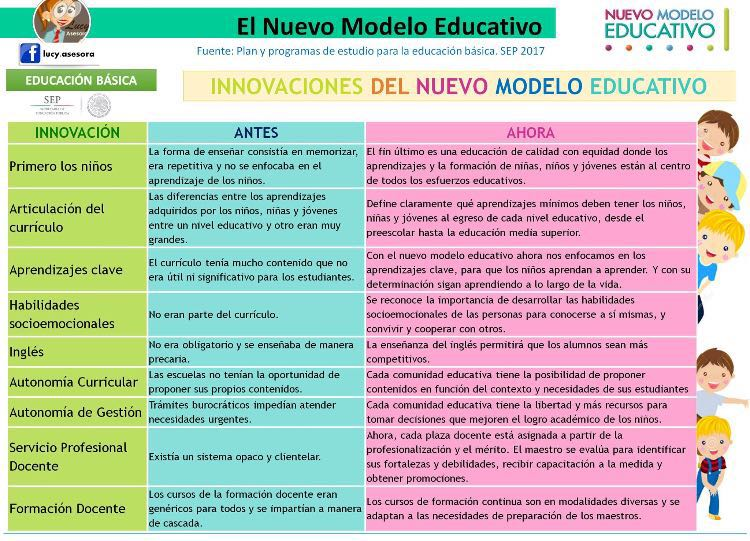 El Nuevo Modelo Educativo
Lucy
Asesora
lucy.asesora
Fuente: Plan y programas de estudio para la educación básica. SEP 2017
NUEVO MODELO
EDUCATIVO
EDUCACIÓN BÁSICA
SEP
INNOVACIONES DEL NUEVO MODELO EDUCATIVO
INNOVACIÓN
ANTES
AHORA
Primero los niños
La forma de enseñar consistía en memorizar,
era repetitiva y no se enfocaba en el
aprendizaje de los niños.
El fin último es una educación de calidad con equidad donde los
aprendizajes y la formación de niñas, niños y jóvenes están al centro
de todos los esfuerzos educativos.
Articulación del
currículo
Las diferencias entre los aprendizajes
adquiridos por los niños, niñas y jóvenes
entre un nivel educativo y otro eran muy
grandes.
Define claramente qué aprendizajes mínimos deben tener los niños,
niñas y jóvenes al egreso de cada nivel educativo, desde el
preescolar hasta la educación media superior.
Aprendizajes clave
El currículo tenía mucho contenido que no
era útil ni significativo para los estudiantes.
Con el nuevo modelo educativo ahora nos enfocamos en los
aprendizajes clave, para que los niños aprendan a aprender. Y con su
determinación sigan aprendiendo a lo largo de la vida.
Habilidades
socioemocionales
No eran parte del currículo.
Se reconoce la importancia de desarrollar las habilidades
socioemocionales de las personas para conocerse a sí mismas, y
convivir y cooperar con otros.
Inglés
No era obligatorio y se enseñaba de manera
precaria.
La enseñanza del inglés permitirá que los alumnos sean más
competitivos.
Autonomía Curricular
Las escuelas no tenían la oportunidad de
proponer sus propios contenidos.
Cada comunidad educativa tiene la posibilidad de proponer
contenidos en función del contexto y necesidades de sus estudiantes
Autonomía de Gestión
Trámites burocráticos impedían atender
necesidades urgentes.
Cada comunidad educativa tiene la libertad y más recursos para
tomar decisiones que mejoren el logro académico de los niños.
Servicio Profesional
Docente
Existía un sistema opaco y clientelar.
Ahora, cada plaza docente está asignada a partir de la
profesionalización y el mérito. El maestro se evalúa para identificar
sus fortalezas y debilidades, recibir capacitación a la medida y
obtener promociones.
Formación Docente
Los cursos de la formación docente eran
genéricos para todos y se impartían a manera
de cascada.
Los cursos de formación continua son en modalidades diversas y se
adaptan a las necesidades de preparación de los maestros.